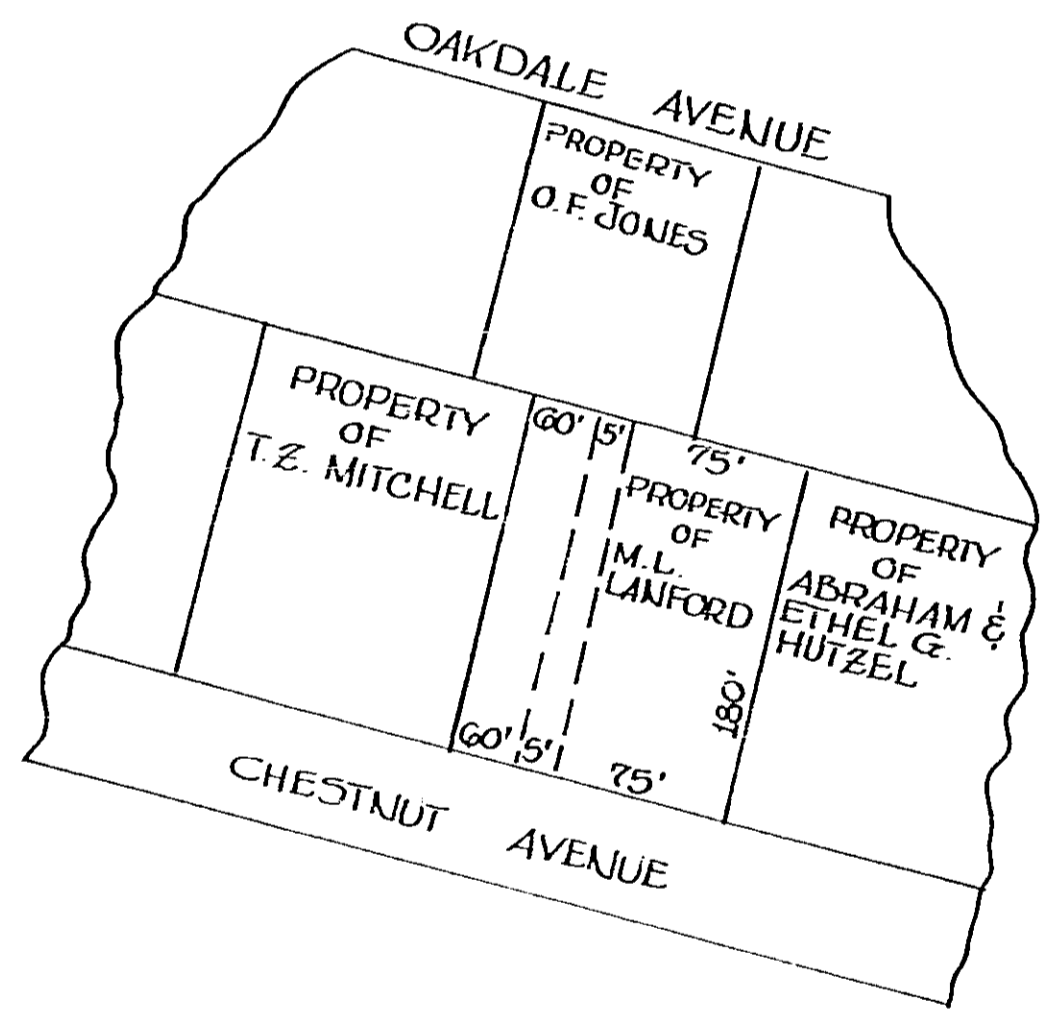 OAKDALE AVENUE
PROPERTY
OF
O.F. JONES
PROPERTY
OF
T.Z. MITCHELL
60' 5' 75'
PROPERTY
OF
M.L.
LANFORD
180'
PROPERTY
OF
ABRAHAM &
ETHEL G.
HUTZEL
60' 5' 75'
CHESTNUT AVENUE